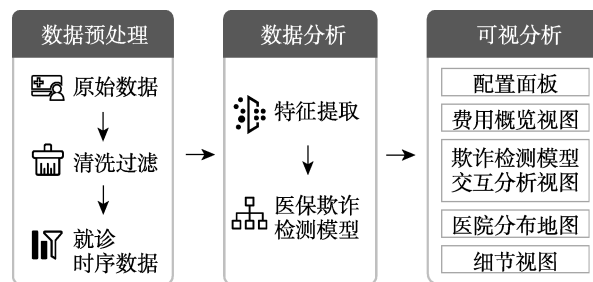 数据预处理
原始数据
清洗过滤
就诊
时序数据
数据分析
特征提取
医保欺诈
检测模型
可视分析
配置面板
费用概览视图
欺诈检测模型
交互分析视图
医院分布地图
细节视图